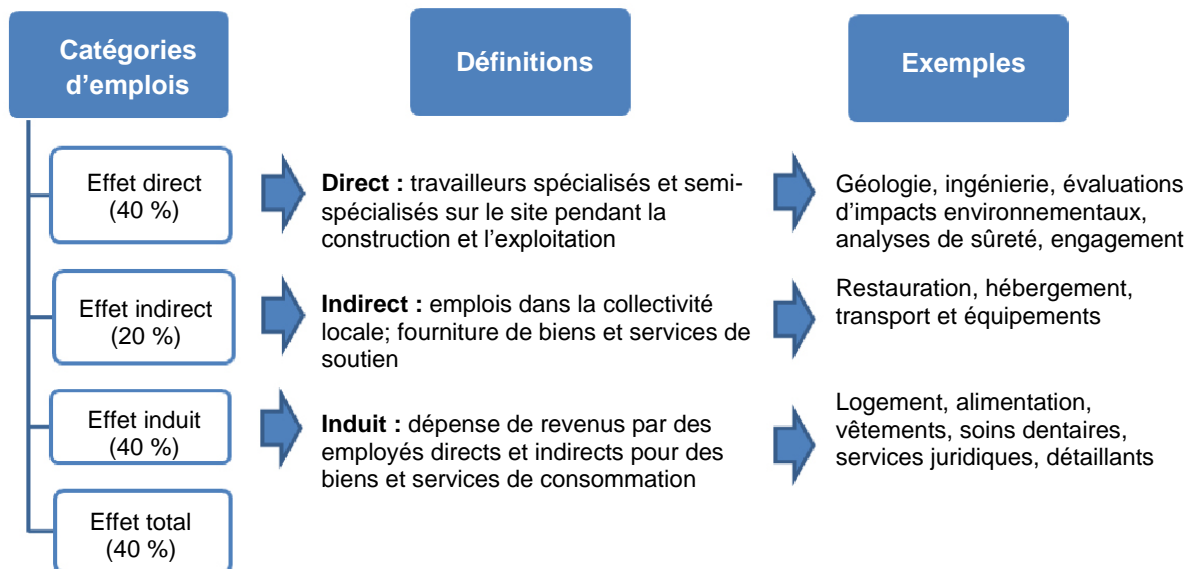 Catégories
d’emplois
Définitions
Exemples
Effet direct
(40 %)
Direct : travailleurs spécialisés et semi-
spécialisés sur le site pendant la
construction et l’exploitation
Géologie, ingénierie, évaluations
d’impacts environnementaux,
analyses de sûreté, engagement
Effet indirect
(20 %)
Indirect : emplois dans la collectivité
locale; fourniture de biens et services de
soutien
Restauration, hébergement,
transport et équipements
Effet induit
(40 %)
Induit : dépense de revenus par des
employés directs et indirects pour des
biens et services de consommation
Logement, alimentation,
vêtements, soins dentaires,
services juridiques, détaillants
Effet total
(40 %)